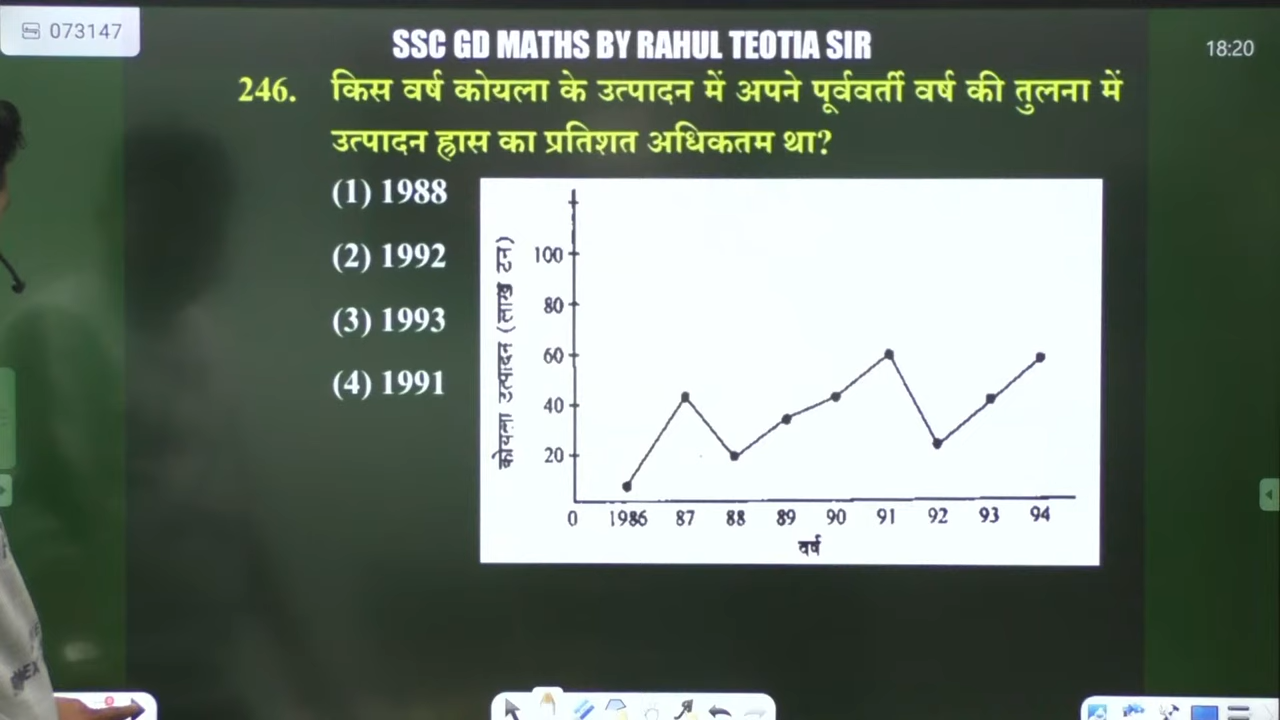 073147
SSC GD MATHS BY RAHUL TEOTIA SIR
18:20
246. किस वर्ष कोयला के उत्पादन में अपने पूर्ववर्ती वर्ष की तुलना में
उत्पादन ह्रास का प्रतिशत अधिकतम था?
(1) 1988
(2) 1992
(3) 1993
(4) 1991
कोयला उत्पादन (लाख टन)
100
80
60
40
20
0 1986 87 88 89 90 91 92 93 94
वर्ष